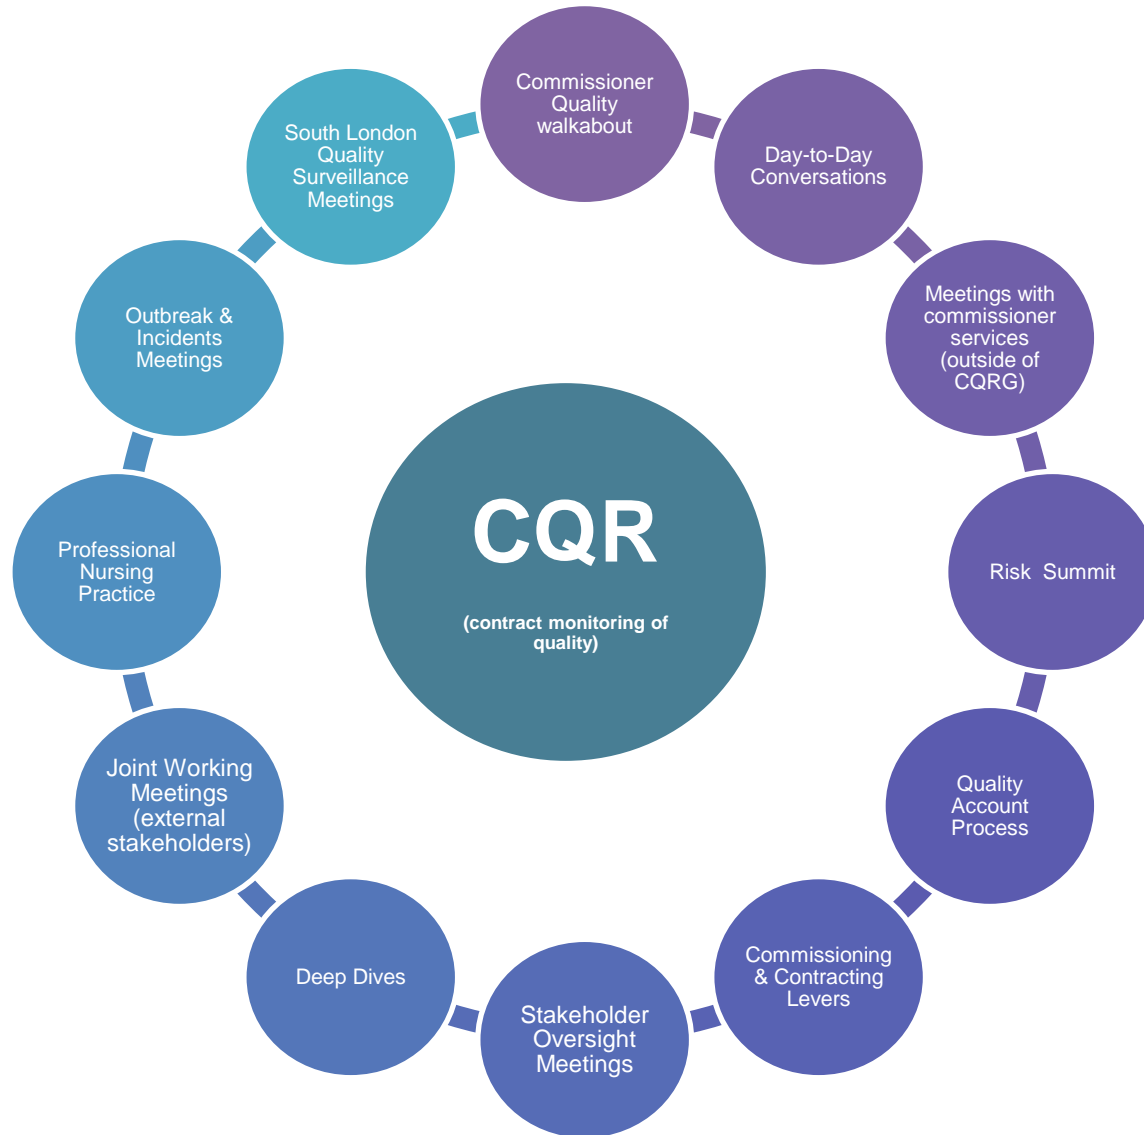 Commissioner
Quality
walkabout
Day-to-Day
Conversations
Meetings with
commissioner
services
(outside of
CQRG)
Risk Summit
Quality
Account
Process
Commissioning
& Contracting
Levers
Stakeholder
Oversight
Meetings
Deep Dives
Joint Working
Meetings
(external
stakeholders)
Professional
Nursing
Practice
Outbreak &
Incidents
Meetings
South London
Quality
Surveillance
Meetings
CQR
(contract monitoring of
quality)